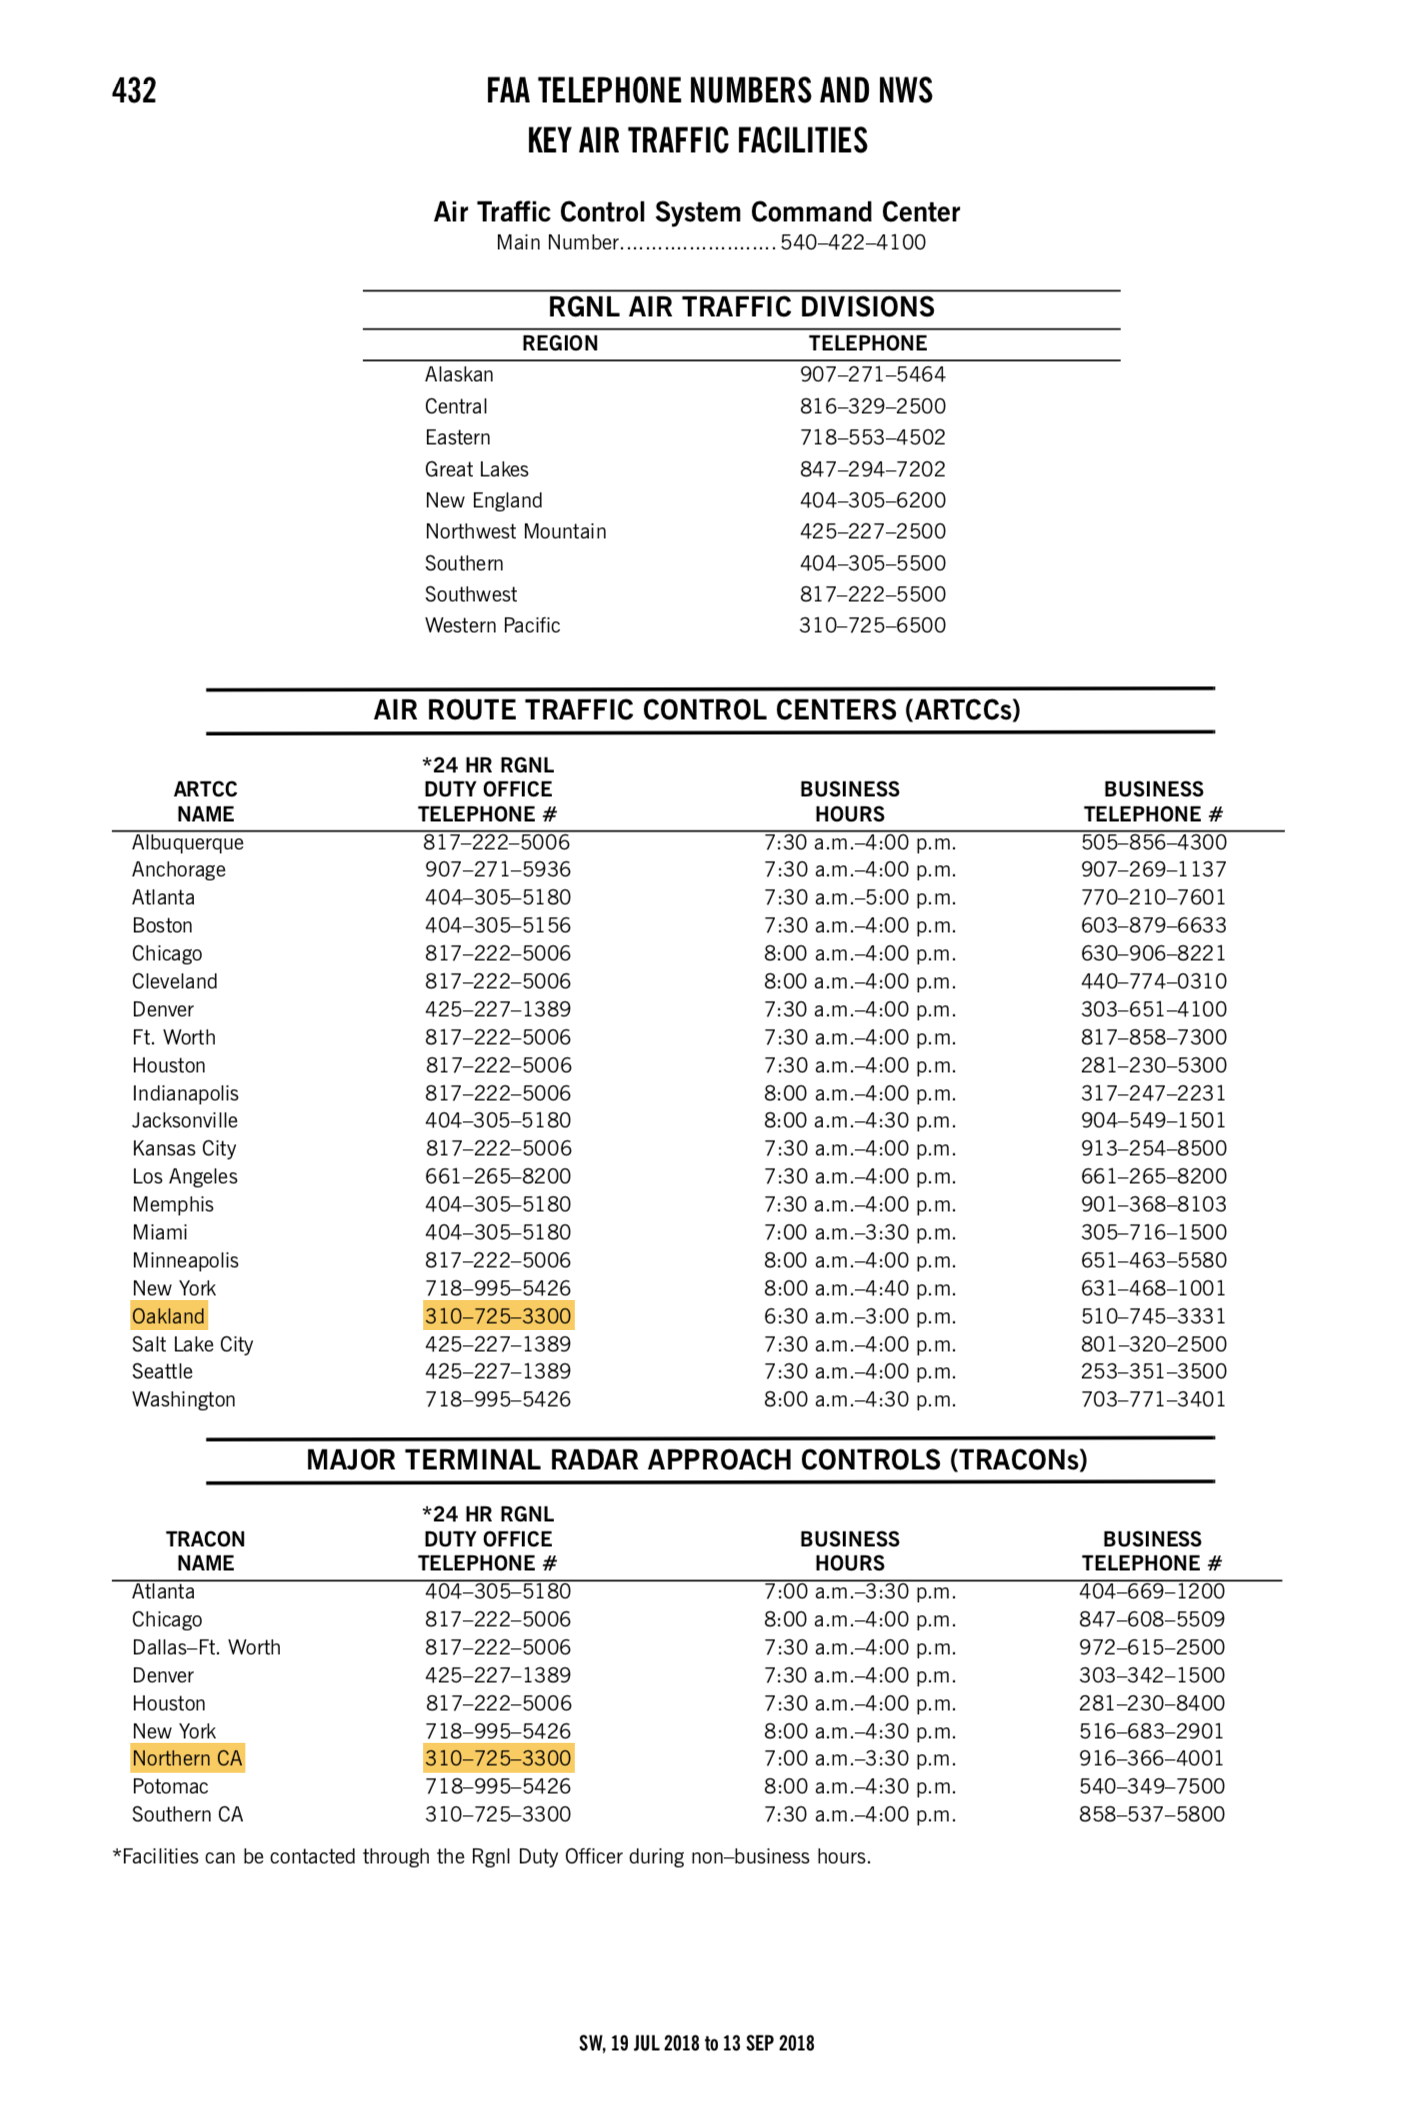 432
FAA TELEPHONE NUMBERS AND NWS
KEY AIR TRAFFIC FACILITIES
Air Traffic Control System Command Center
Main Number.........................540–422–4100
RGNL AIR TRAFFIC DIVISIONS
REGION TELEPHONE
Alaskan 907–271–5464
Central 816–329–2500
Eastern 718–553–4502
Great Lakes 847–294–7202
New England 404–305–6200
Northwest Mountain 425–227–2500
Southern 404–305–5500
Southwest 817–222–5500
Western Pacific 310–725–6500
AIR ROUTE TRAFFIC CONTROL CENTERS (ARTCCs)
*24 HR RGNL
ARTCC DUTY OFFICE BUSINESS BUSINESS
NAME TELEPHONE # HOURS TELEPHONE #
Albuquerque 817–222–5006 7:30 a.m.–4:00 p.m. 505–856–4300
Anchorage 907–271–5936 7:30 a.m.–4:00 p.m. 907–269–1137
Atlanta 404–305–5180 7:30 a.m.–5:00 p.m. 770–210–7601
Boston 404–305–5156 7:30 a.m.–4:00 p.m. 603–879–6633
Chicago 817–222–5006 8:00 a.m.–4:00 p.m. 630–906–8221
Cleveland 817–222–5006 8:00 a.m.–4:00 p.m. 440–774–0310
Denver 425–227–1389 7:30 a.m.–4:00 p.m. 303–651–4100
Ft. Worth 817–222–5006 7:30 a.m.–4:00 p.m. 817–858–7300
Houston 817–222–5006 7:30 a.m.–4:00 p.m. 281–230–5300
Indianapolis 817–222–5006 8:00 a.m.–4:00 p.m. 317–247–2231
Jacksonville 404–305–5180 8:00 a.m.–4:30 p.m. 904–549–1501
Kansas City 817–222–5006 7:30 a.m.–4:00 p.m. 913–254–8500
Los Angeles 661–265–8200 7:30 a.m.–4:00 p.m. 661–265–8200
Memphis 404–305–5180 7:30 a.m.–4:00 p.m. 901–368–8103
Miami 404–305–5180 7:00 a.m.–3:30 p.m. 305–716–1500
Minneapolis 817–222–5006 8:00 a.m.–4:00 p.m. 651–463–5580
New York 718–995–5426 8:00 a.m.–4:40 p.m. 631–468–1001
Oakland 310–725–3300 6:30 a.m.–3:00 p.m. 510–745–3331
Salt Lake City 425–227–1389 7:30 a.m.–4:00 p.m. 801–320–2500
Seattle 425–227–1389 7:30 a.m.–4:00 p.m. 253–351–3500
Washington 718–995–5426 8:00 a.m.–4:30 p.m. 703–771–3401
MAJOR TERMINAL RADAR APPROACH CONTROLS (TRACONs)
*24 HR RGNL
TRACON DUTY OFFICE BUSINESS BUSINESS
NAME TELEPHONE # HOURS TELEPHONE #
Atlanta 404–305–5180 7:00 a.m.–3:30 p.m. 404–669–1200
Chicago 817–222–5006 8:00 a.m.–4:00 p.m. 847–608–5509
Dallas–Ft. Worth 817–222–5006 7:30 a.m.–4:00 p.m. 972–615–2500
Denver 425–227–1389 7:30 a.m.–4:00 p.m. 303–342–1500
Houston 817–222–5006 7:30 a.m.–4:00 p.m. 281–230–8400
New York 718–995–5426 8:00 a.m.–4:30 p.m. 516–683–2901
Northern CA 310–725–3300 7:00 a.m.–3:30 p.m. 916–366–4001
Potomac 718–995–5426 8:00 a.m.–4:30 p.m. 540–349–7500
Southern CA 310–725–3300 7:30 a.m.–4:00 p.m. 858–537–5800
*Facilities can be contacted through the Rgnl Duty Officer during non–business hours.
SW, 19 JUL 2018 to 13 SEP 2018